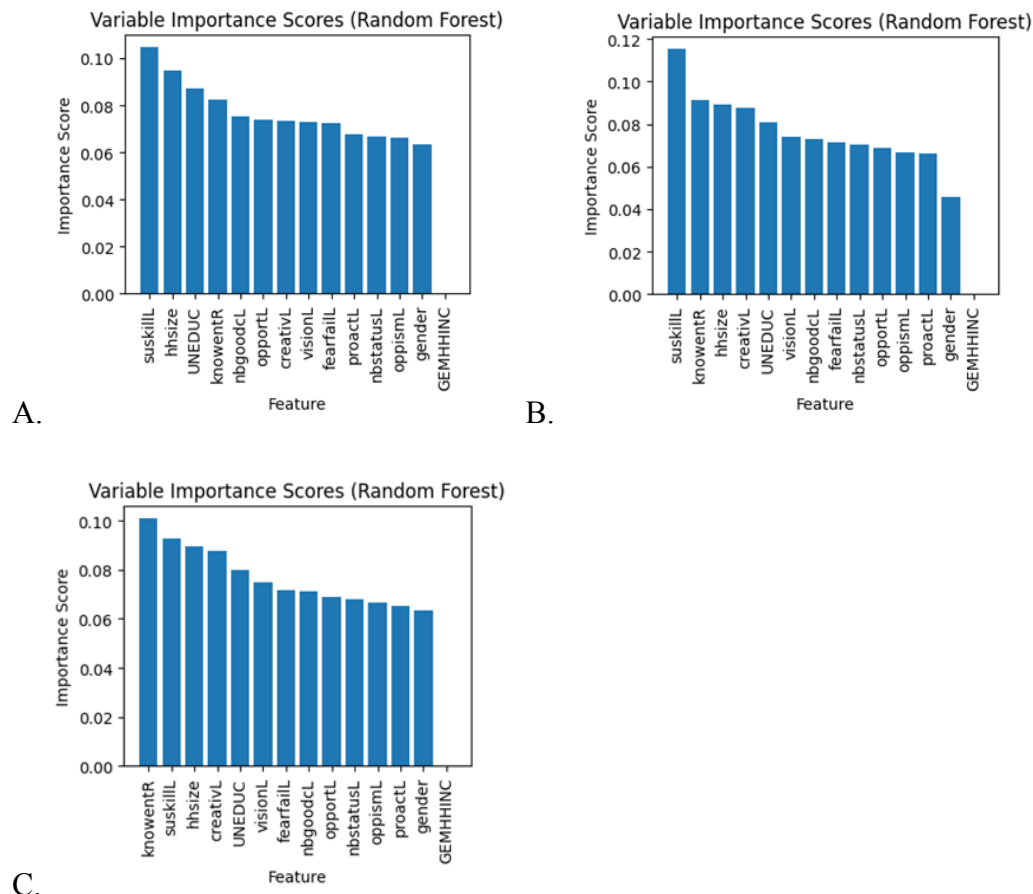 Variable Importance Scores (Random Forest)
0.10
0.08
0.06
0.04
0.02
0.00
Importance Score
suskillL
hhsize
UNEDUC
knowentR
nbgoodcL
opportL
creativL
visionL
fearfailL
proactL
nbstatusL
oppismL
gender
GEMHHINC
Feature
A.
Variable Importance Scores (Random Forest)
0.12
0.10
0.08
0.06
0.04
0.02
0.00
Importance Score
suskillL
knowentR
hhsize
creativL
UNEDUC
visionL
nbgoodcL
fearfailL
nbstatusL
opportL
oppismL
proactL
gender
GEMHHINC
Feature
B.
Variable Importance Scores (Random Forest)
0.10
0.08
0.06
0.04
0.02
0.00
Importance Score
knowentR
suskillL
hhsize
creativL
UNEDUC
visionL
fearfailL
nbgoodcL
opportL
nbstatusL
oppismL
proactL
gender
GEMHHINC
Feature
C.